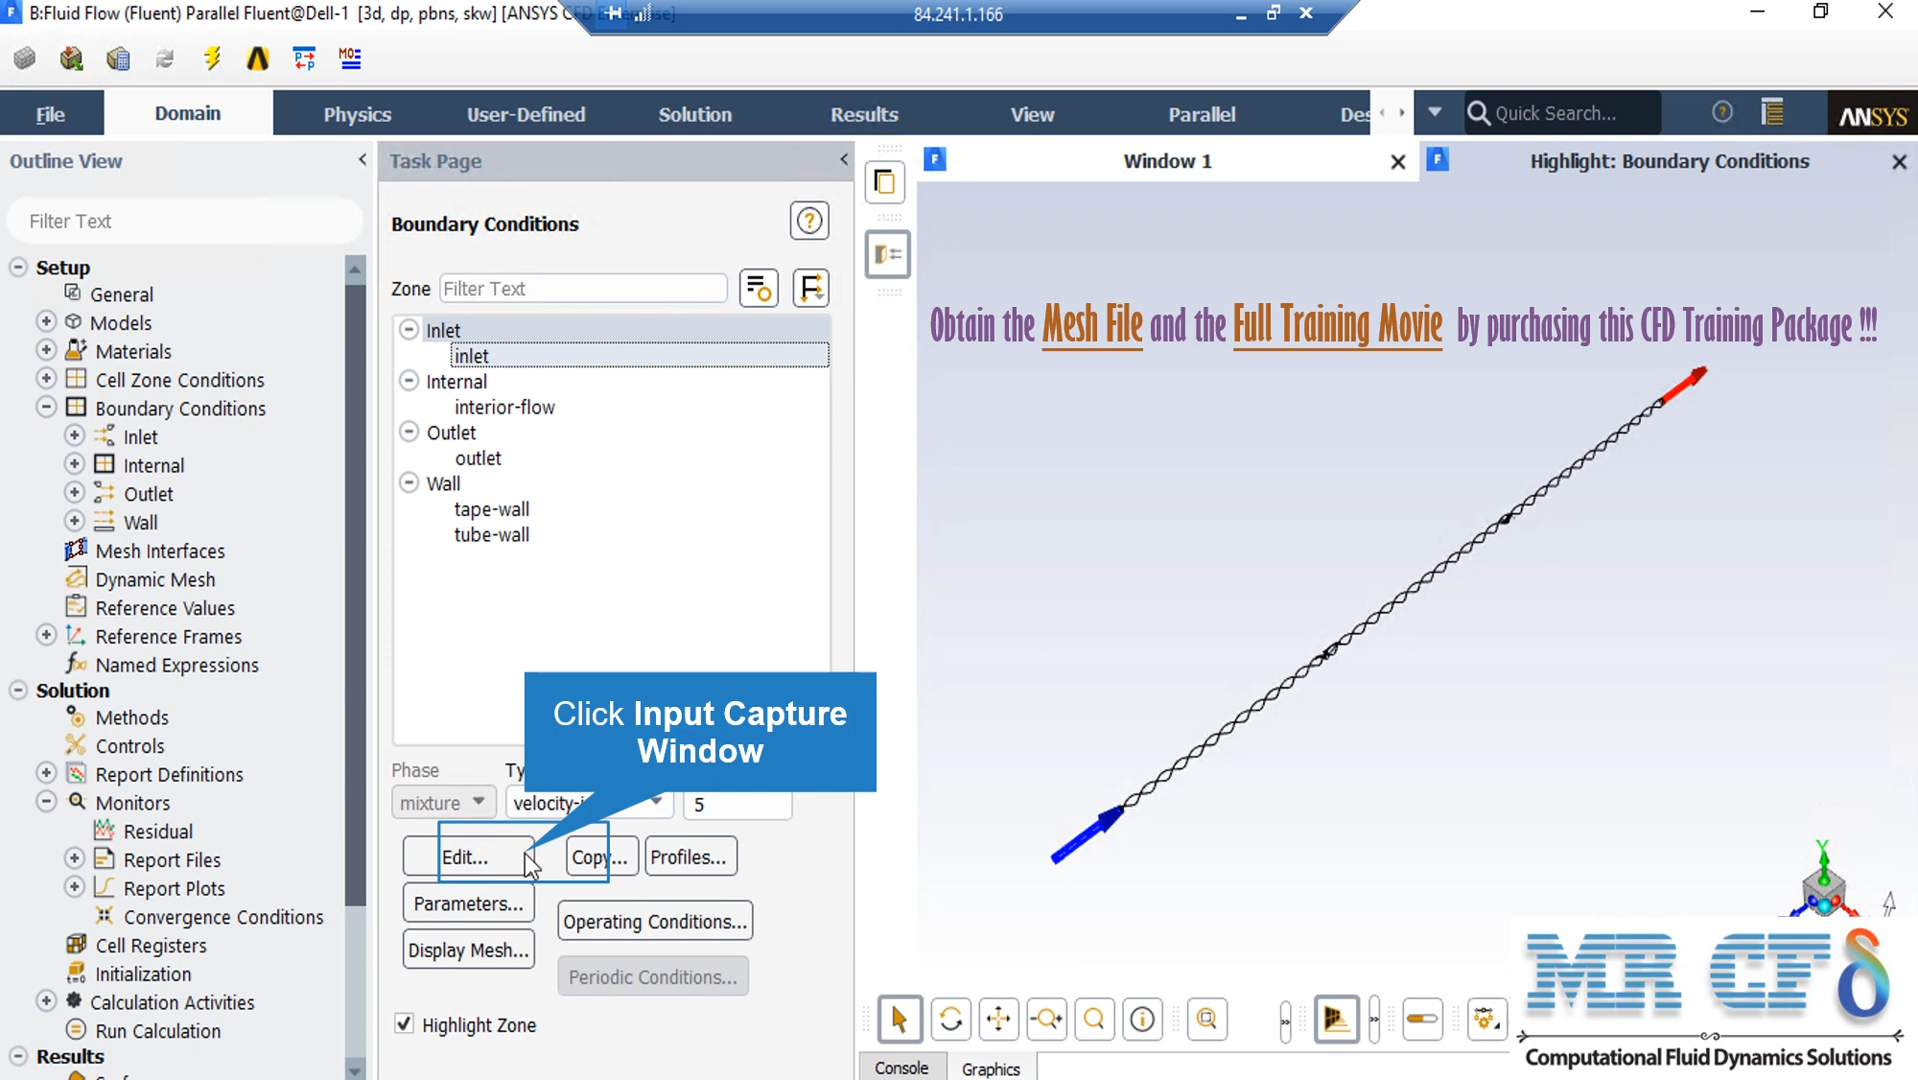 B:Fluid Flow (Fluent) Parallel Fluent@Dell-1 [3d, dp, pbns, skw] [ANSYS CFD
84.241.1.166
MO
File
Domain
Physics
User-Defined
Solution
Results
View
Parallel
Des
Quick Search...
ANSYS
Outline View
Filter Text
Setup
General
Models
Materials
Cell Zone Conditions
Boundary Conditions
Inlet
Internal
Outlet
Wall
Mesh Interfaces
Dynamic Mesh
Reference Values
Reference Frames
Named Expressions
Solution
Methods
Controls
Report Definitions
Monitors
Residual
Report Files
Report Plots
Convergence Conditions
Cell Registers
Initialization
Calculation Activities
Run Calculation
Results
Task Page
Boundary Conditions
Zone
Filter Text
Inlet
inlet
Internal
interior-flow
Outlet
outlet
Wall
tape-wall
tube-wall
Click Input Capture
Window
Phase
Ty
mixture
velocity-i
5
Edit...
Copy...
Profiles...
Parameters...
Operating Conditions...
Display Mesh...
Periodic Conditions...
Highlight Zone
Window 1
Highlight: Boundary Conditions
Obtain the Mesh File and the Full Training Movie by purchasing this CFD Training Package !!!
Y
MR CFδ
Computational Fluid Dynamics Solutions
Console
Graphics